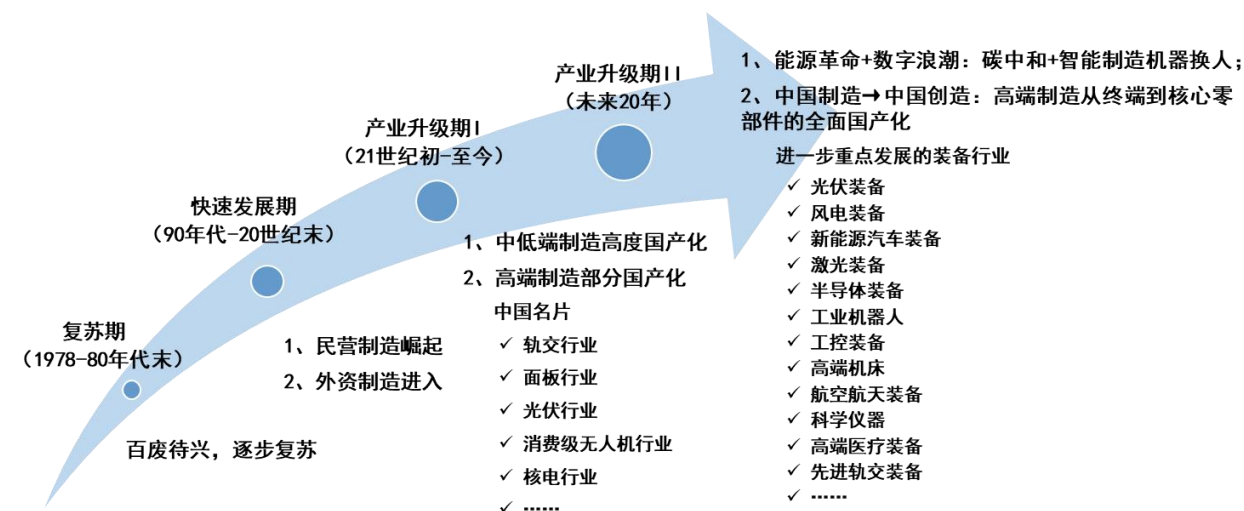 复苏期
（1978-80年代末）
百废待兴，逐步复苏
快速发展期
（90年代-20世纪末）
1、民营制造崛起
2、外资制造进入
产业升级期I
（21世纪初-至今）
1、中低端制造高度国产化
2、高端制造部分国产化
中国名片
✓ 轨交行业
✓ 面板行业
✓ 光伏行业
✓ 消费级无人机行业
✓ 核电行业
✓ ……
产业升级期II
（未来20年）
1、能源革命+数字浪潮：碳中和+智能制造机器换人；
2、中国制造→中国创造：高端制造从终端到核心零
部件的全面国产化
进一步重点发展的装备行业
✓ 光伏装备
✓ 风电装备
✓ 新能源汽车装备
✓ 激光装备
✓ 半导体装备
✓ 工业机器人
✓ 工控装备
✓ 高端机床
✓ 航空航天装备
✓ 科学仪器
✓ 高端医疗装备
✓ 先进轨交装备
✓ ……